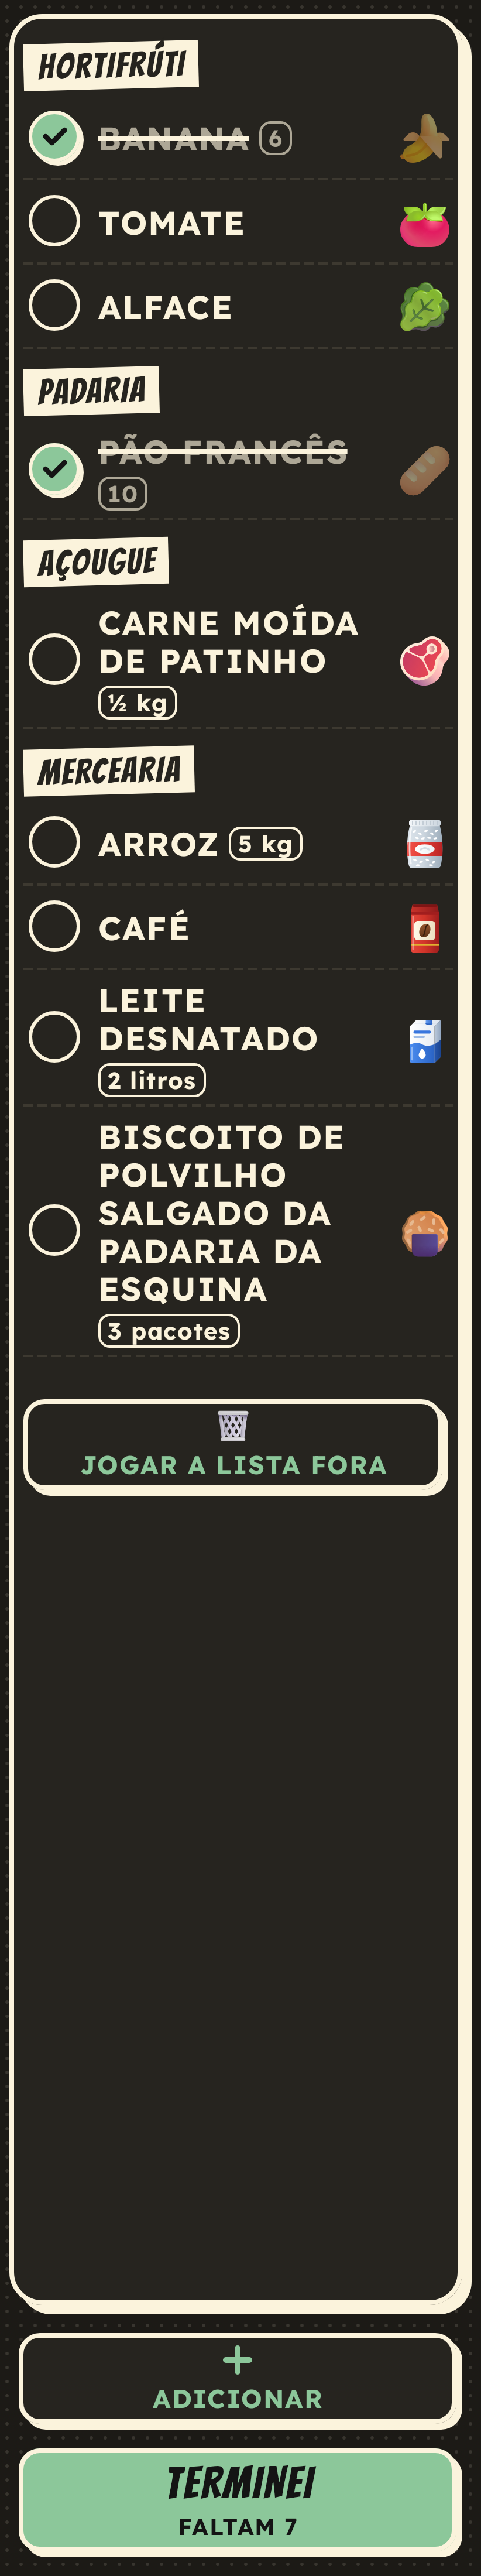 HORTIFRÚTI
BANANA 6
TOMATE
ALFACE
PADARIA
PÃO FRANCÊS
10
AÇOUGUE
CARNE MOÍDA
DE PATINHO
½ kg
MERCEARIA
ARROZ 5 kg
CAFÉ
LEITE
DESNATADO
2 litros
BISCOITO DE
POLVILHO
SALGADO DA
PADARIA DA
ESQUINA
3 pacotes
JOGAR A LISTA FORA
ADICIONAR
TERMINEI
FALTAM 7